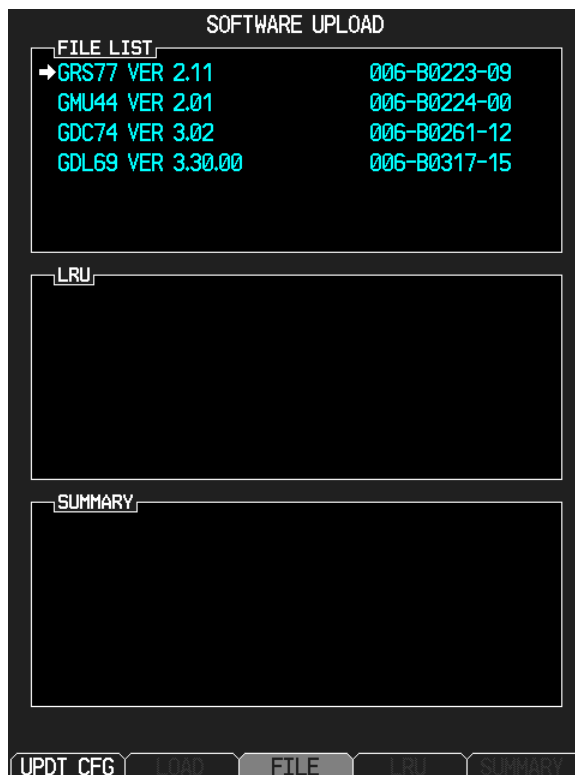 SOFTWARE UPLOAD
FILE LIST
GRS77 VER 2.11 006-B0223-09
GMU44 VER 2.01 006-B0224-00
GDC74 VER 3.02 006-B0261-12
GDL69 VER 3.30.00 006-B0317-15
LRU
SUMMARY
UPDT CFG LOAD FILE LRU SUMMARY